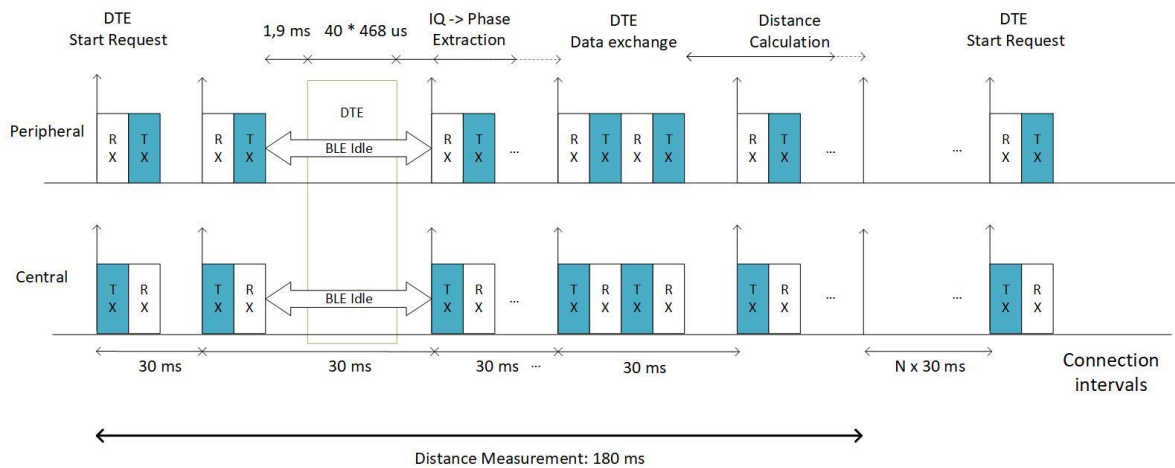 DTE
Start Request
1,9 ms
40 * 468 us
IQ -> Phase
Extraction
DTE
Data exchange
Distance
Calculation
DTE
Start Request
Peripheral
R
X
T
X
R
X
T
X
DTE
BLE Idle
R
X
T
X
...
R
X
T
X
R
X
T
X
R
X
T
X
...
...
R
X
T
X
Central
T
X
R
X
T
X
R
X
BLE Idle
T
X
R
X
...
T
X
R
X
T
X
R
X
T
X
R
X
...
...
T
X
R
X
30 ms
30 ms
30 ms
...
30 ms
N x 30 ms
Connection
intervals
Distance Measurement: 180 ms